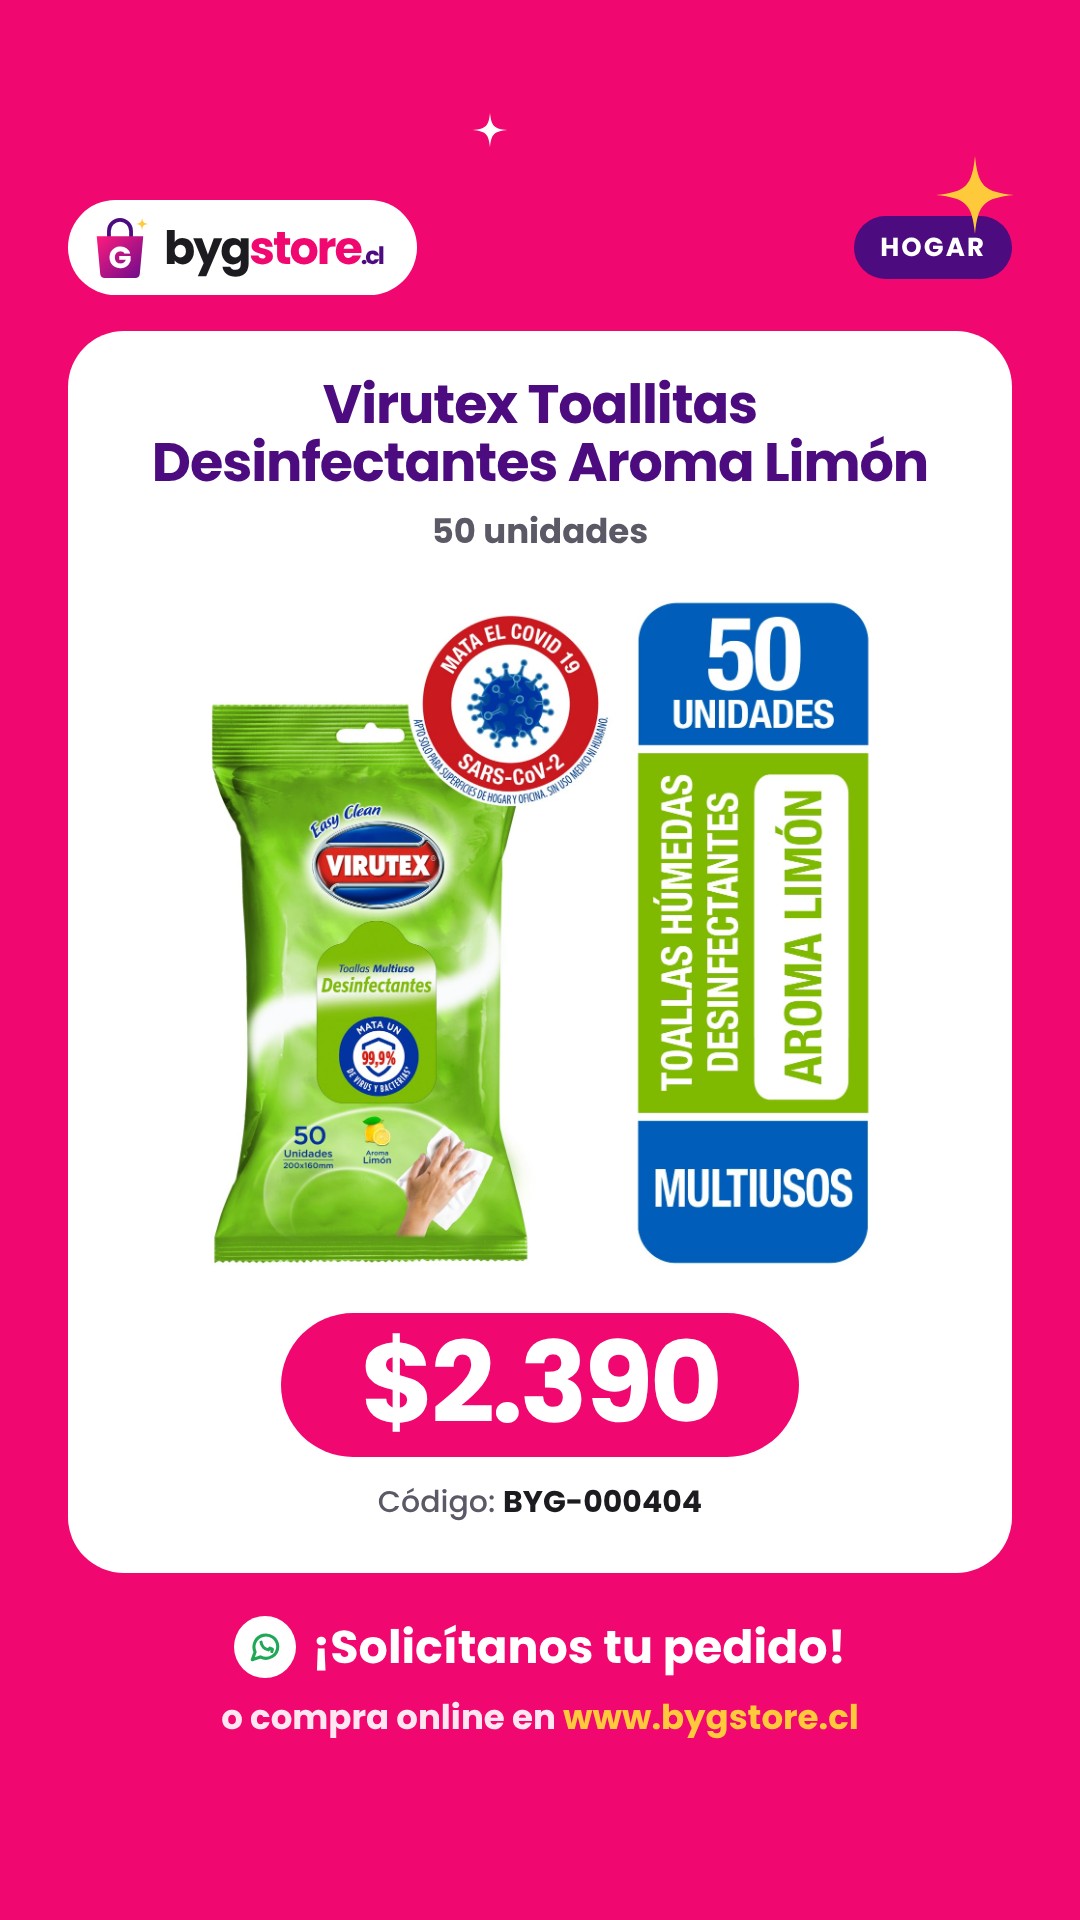 G
bygstore.cl
HOGAR
Virutex Toallitas
Desinfectantes Aroma Limón
50 unidades
MATA EL COVID 19
SARS-CoV-2
APTO SOLO PARA SUPERFICIES DE HOGAR Y OFICINA. SIN USO MÉDICO NI HUMANO.
Easy Clean
VIRUTEX
Toallas Multiuso
Desinfectantes
MATA UN
99,9%
DE VIRUS Y BACTERIAS*
50
Unidades
200x160mm
Aroma
Limón
50
UNIDADES
TOALLAS HÚMEDAS
DESINFECTANTES
AROMA LIMÓN
MULTIUSOS
$2.390
Código: BYG-000404
¡Solicítanos tu pedido!
o compra online en www.bygstore.cl